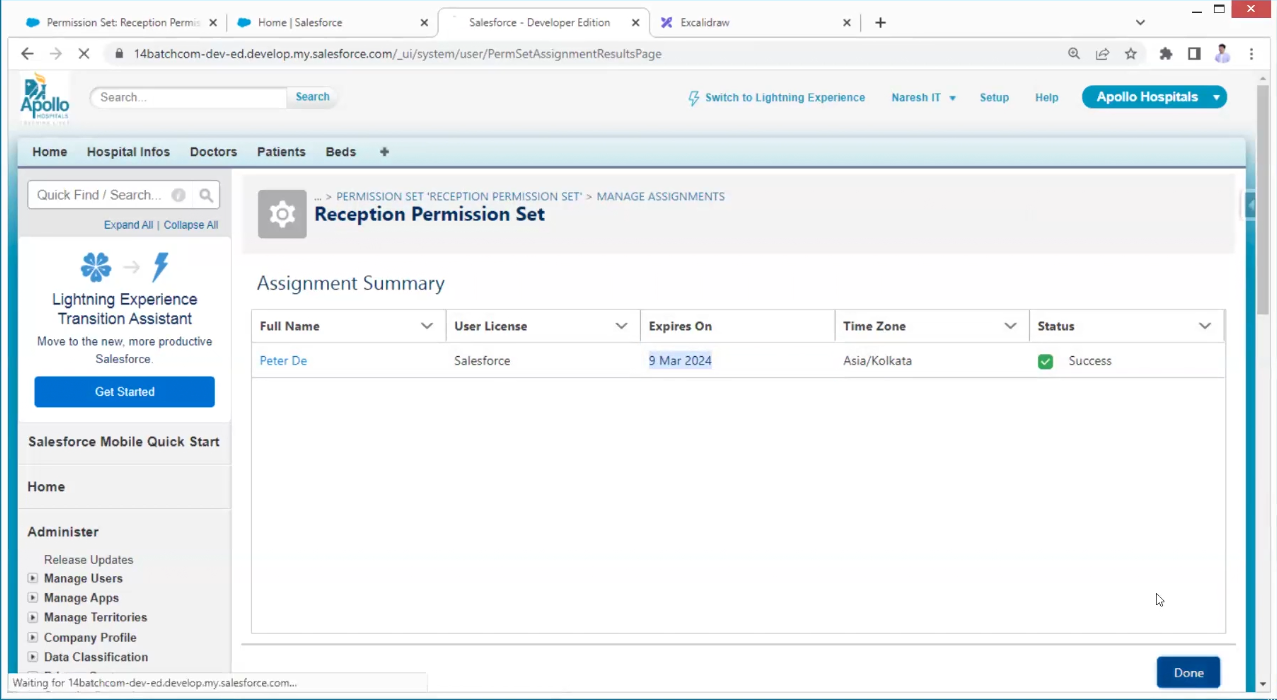 Permission Set: Reception Permis
Home | Salesforce
Salesforce - Developer Edition
Excalidraw
14batchcom-dev-ed.develop.my.salesforce.com/_ui/system/user/PermSetAssignmentResultsPage
Apollo
HOSPITALS
Search...
Search
Switch to Lightning Experience
Naresh IT
Setup
Help
Apollo Hospitals
Home
Hospital Infos
Doctors
Patients
Beds
Quick Find / Search...
Expand All | Collapse All
Lightning Experience
Transition Assistant
Move to the new, more productive
Salesforce.
Get Started
Salesforce Mobile Quick Start
Home
Administer
Release Updates
Manage Users
Manage Apps
Manage Territories
Company Profile
Data Classification
... > PERMISSION SET 'RECEPTION PERMISSION SET' > MANAGE ASSIGNMENTS
Reception Permission Set
Assignment Summary
Full Name User License Expires On Time Zone Status
Peter De Salesforce 9 Mar 2024 Asia/Kolkata Success
Done
Waiting for 14batchcom-dev-ed.develop.my.salesforce.com...